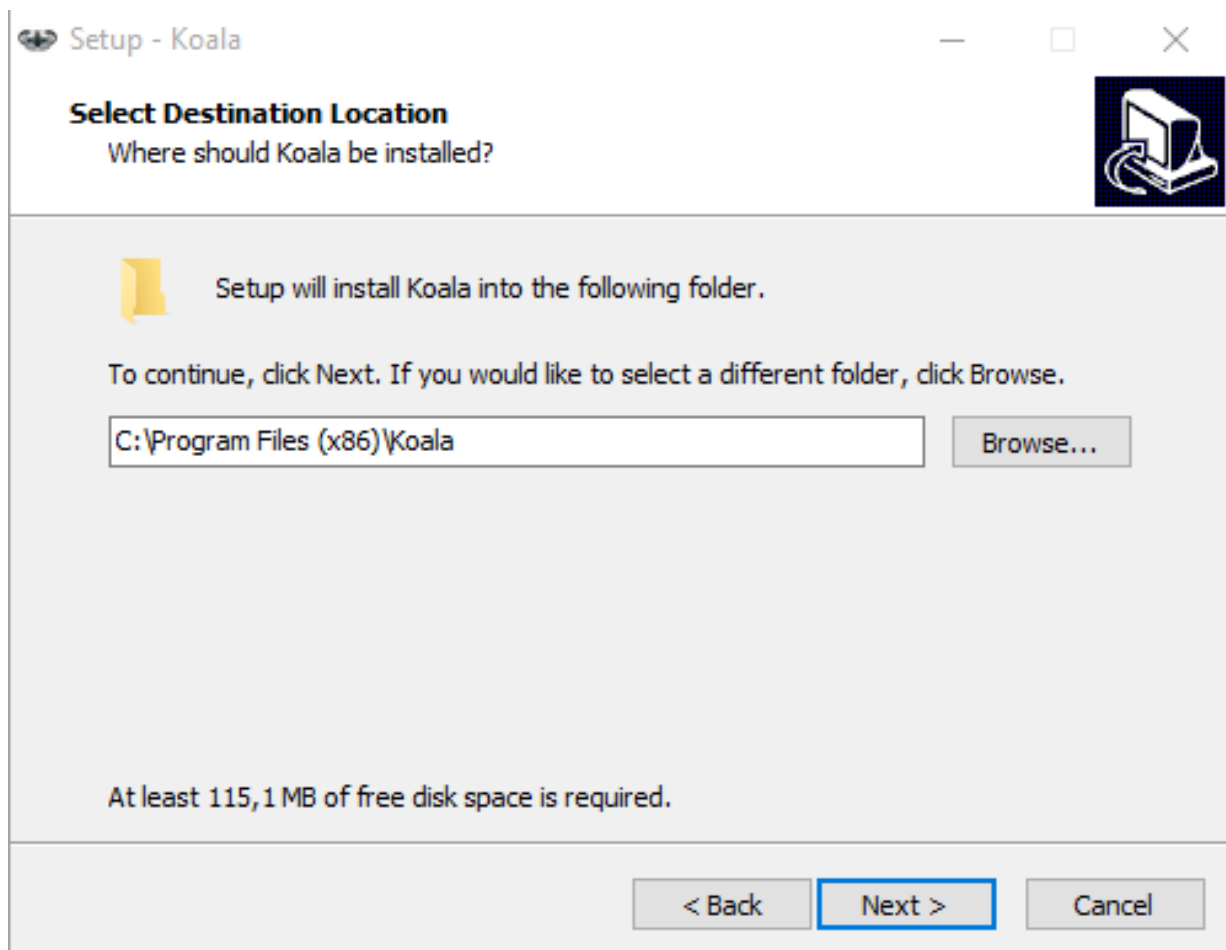 Setup - Koala
Select Destination Location
Where should Koala be installed?
Setup will install Koala into the following folder.
To continue, click Next. If you would like to select a different folder, click Browse.
C:\Program Files (x86)\Koala
Browse...
At least 115,1 MB of free disk space is required.
< Back
Next >
Cancel